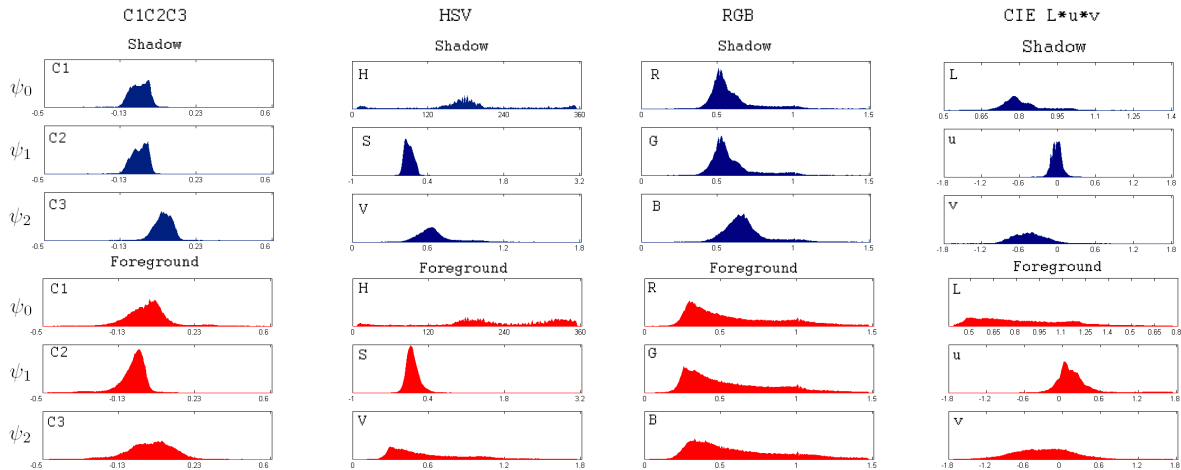 C1C2C3 HSV RGB CIE L*u*v
Shadow Shadow Shadow Shadow
ψ0 C1 H R L
-0.5 -0.13 0.23 0.6 0 120 240 360 0 0.5 1 1.5 0.5 0.65 0.8 0.95 1.1 1.25 1.4
ψ1 C2 S G u
-0.5 -0.13 0.23 0.6 -1 0.4 1.8 3.2 0 0.5 1 1.5 -1.8 -1.2 -0.6 0 0.6 1.2 1.8
ψ2 C3 V B v
-0.5 -0.13 0.23 0.6 0 0.6 1.2 1.8 0 0.5 1 1.5 -1.8 -1.2 -0.6 0 0.6 1.2 1.8
Foreground Foreground Foreground Foreground
ψ0 C1 H R L
-0.5 -0.13 0.23 0.6 0 120 240 360 0 0.5 1 1.5 0.5 0.65 0.8 0.95 1.1 1.25 1.4 0.5 0.6 0.8
ψ1 C2 S G u
-0.5 -0.13 0.23 0.6 -1 0.4 1.8 3.2 0 0.5 1 1.5 -1.8 -1.2 -0.6 0 0.6 1.2 1.8
ψ2 C3 V B v
-0.5 -0.13 0.23 0.6 0 0.6 1.2 1.8 0 0.5 1 1.5 -1.8 -1.2 -0.6 0 0.6 1.2 1.8